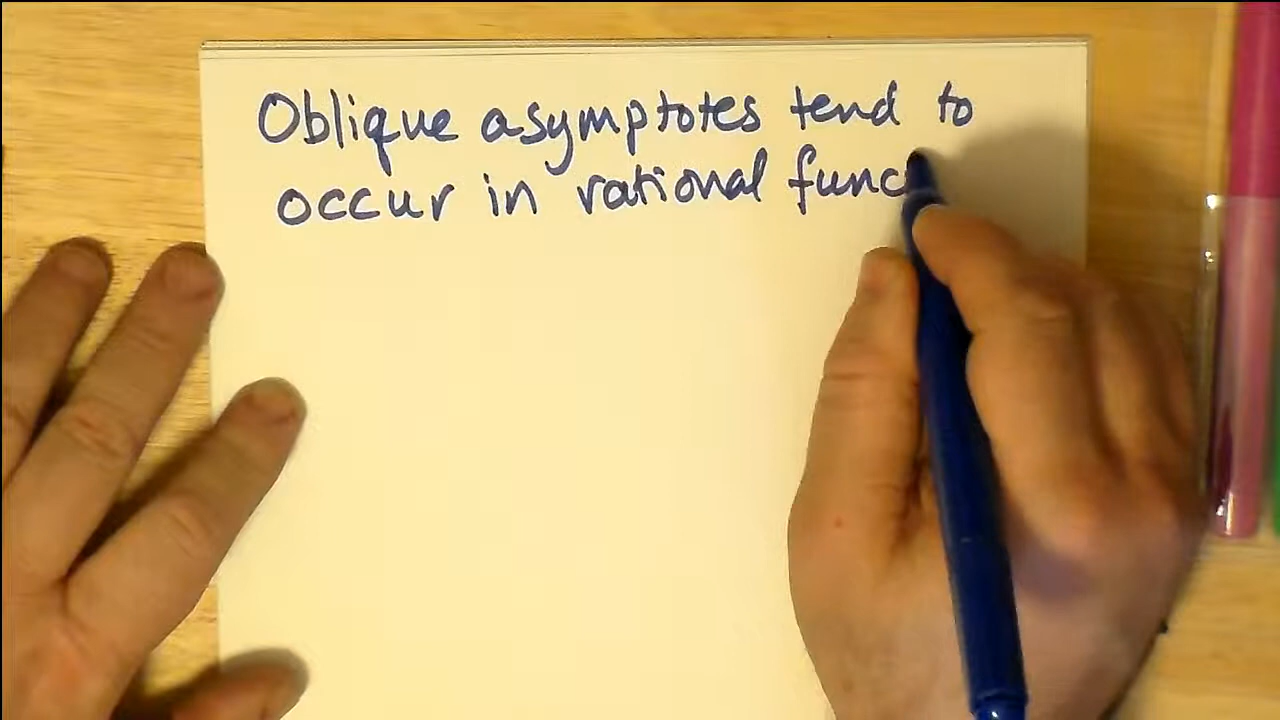 Oblique asymptotes tend to
occur in rational func